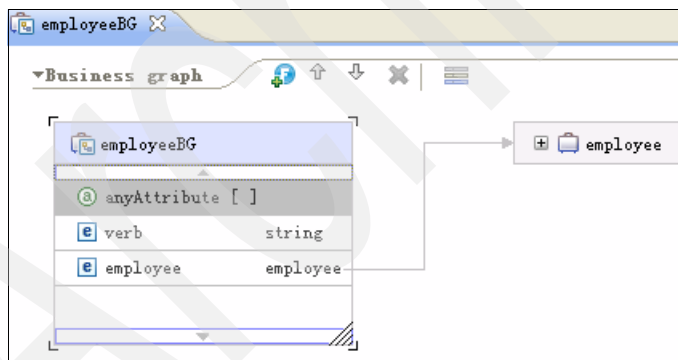 employeeBG
Business graph
employeeBG
employee
anyAttribute [ ]
verb string
employee employee